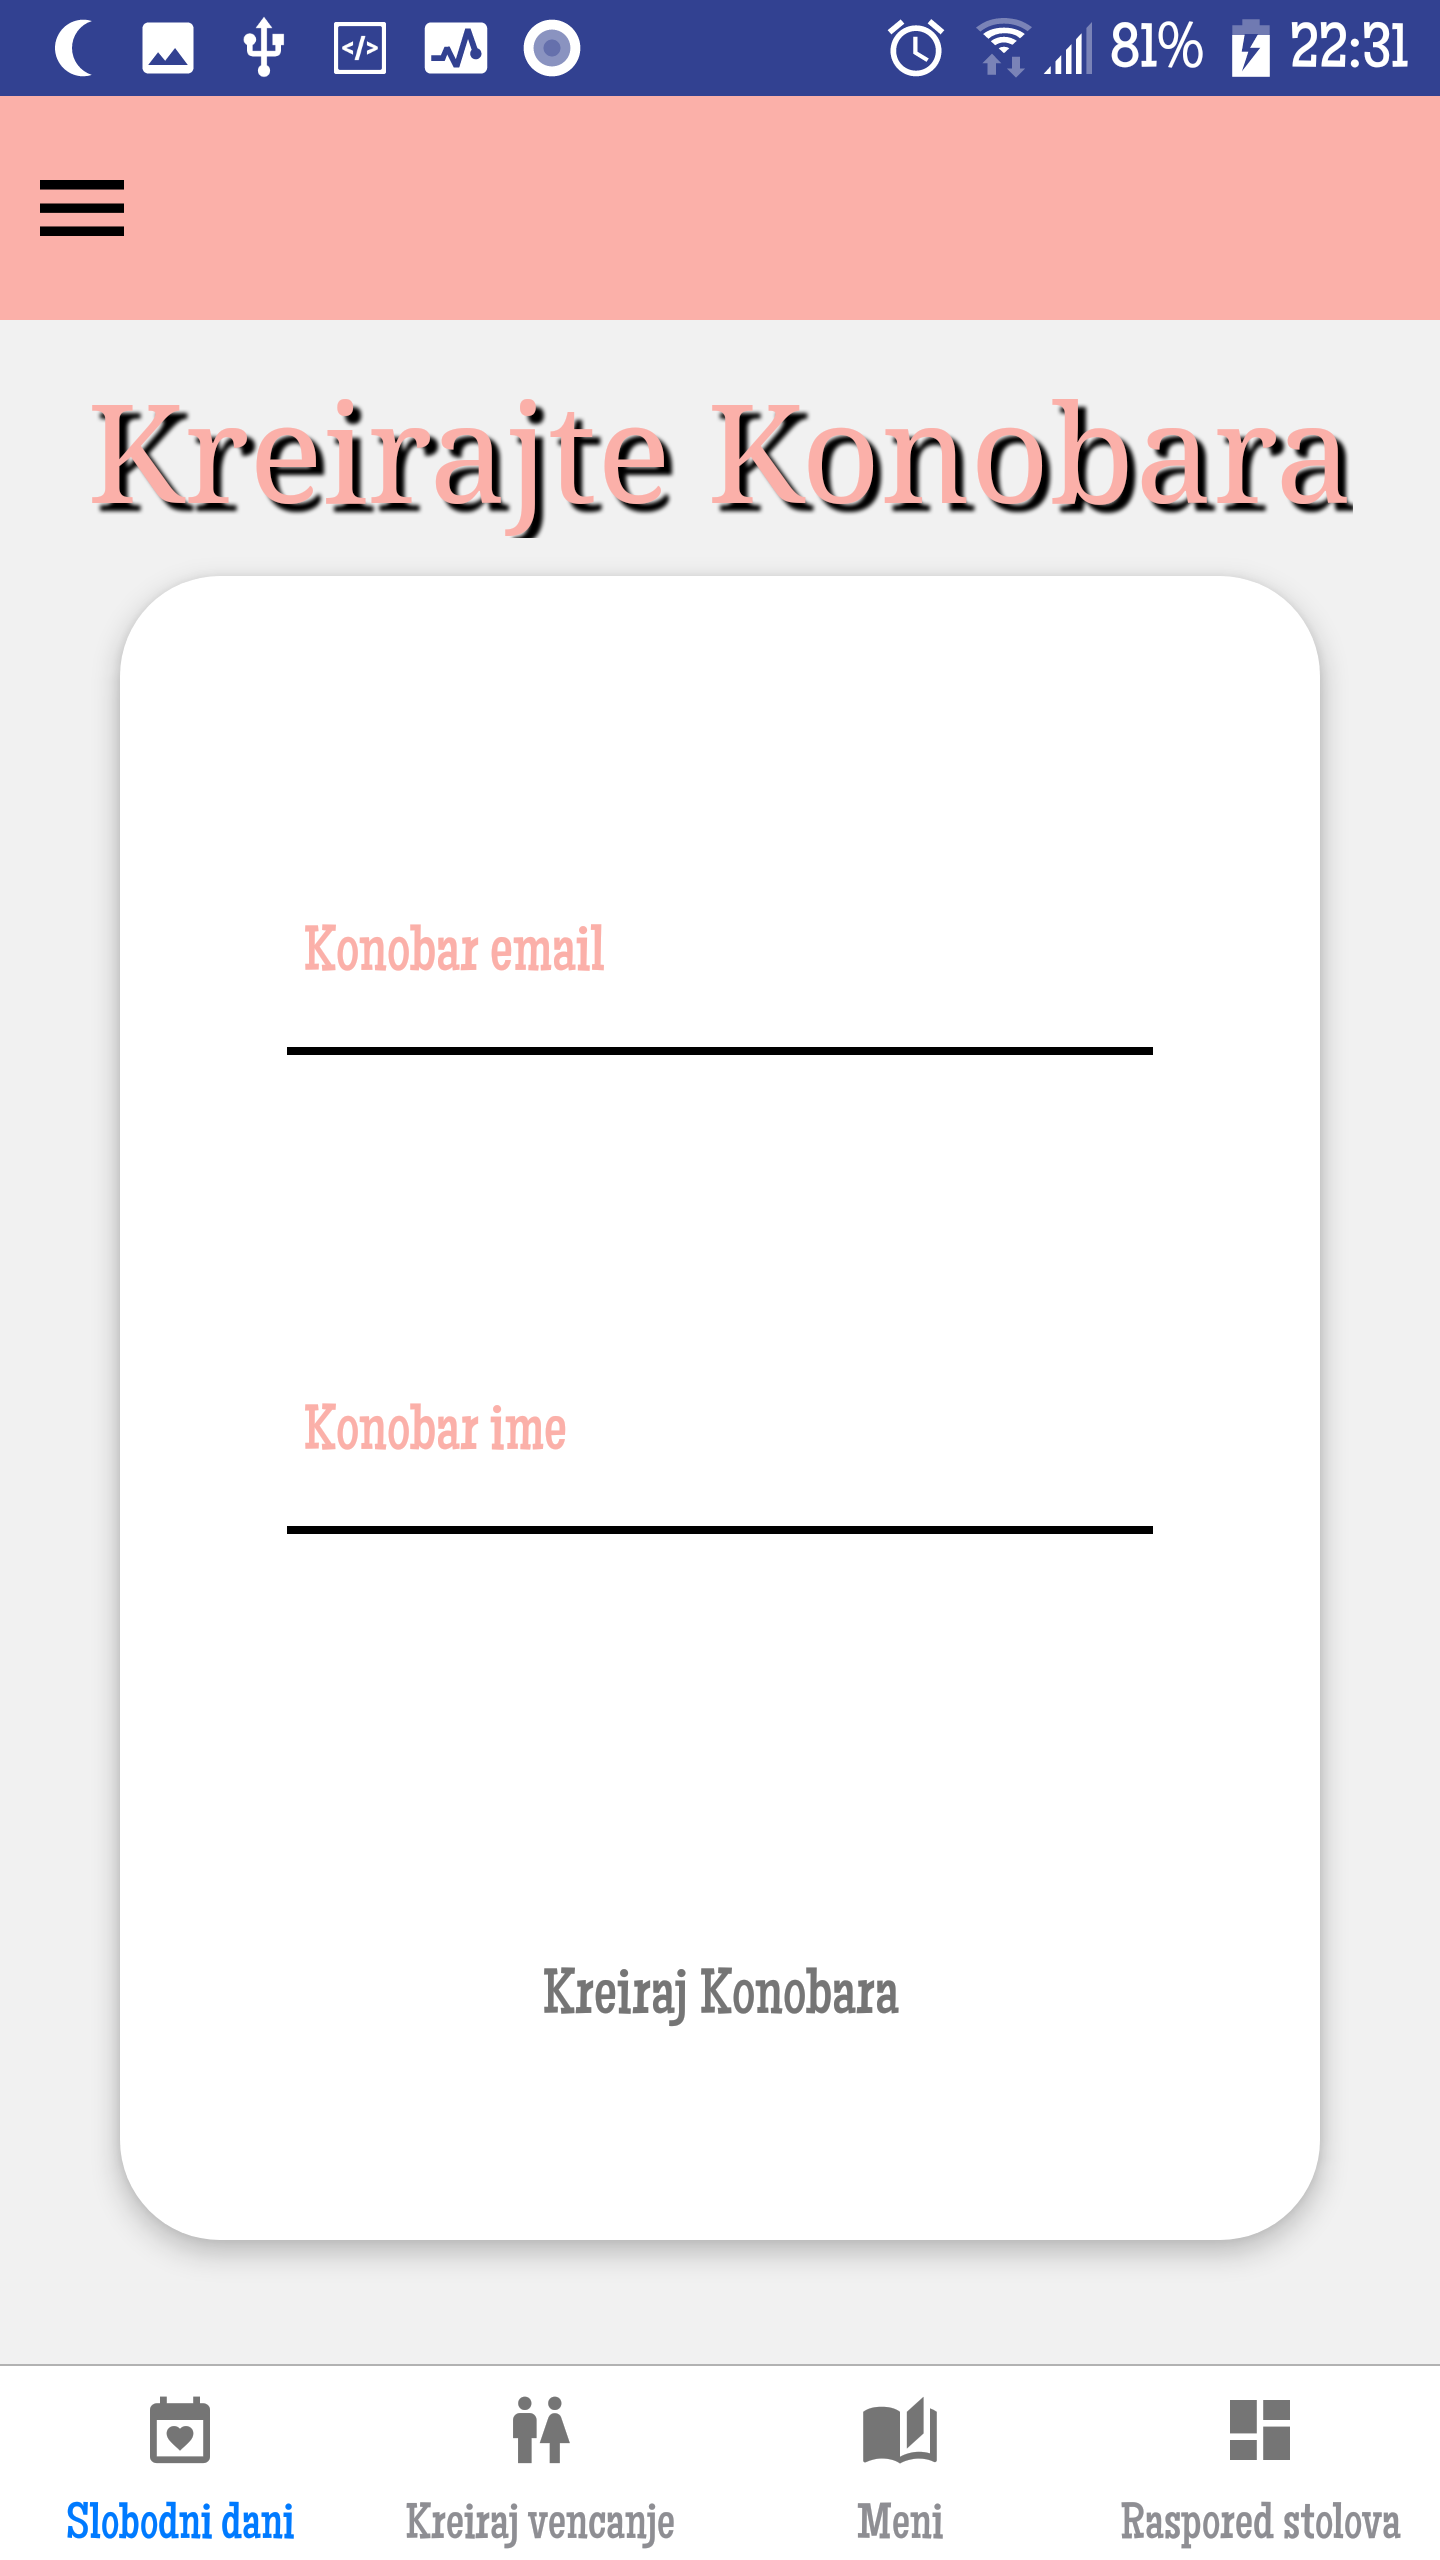 81% 22:31
Kreirajte Konobara
Konobar email
Konobar ime
Kreiraj Konobara
Slobodni dani
Kreiraj vencanje
Meni
Raspored stolova